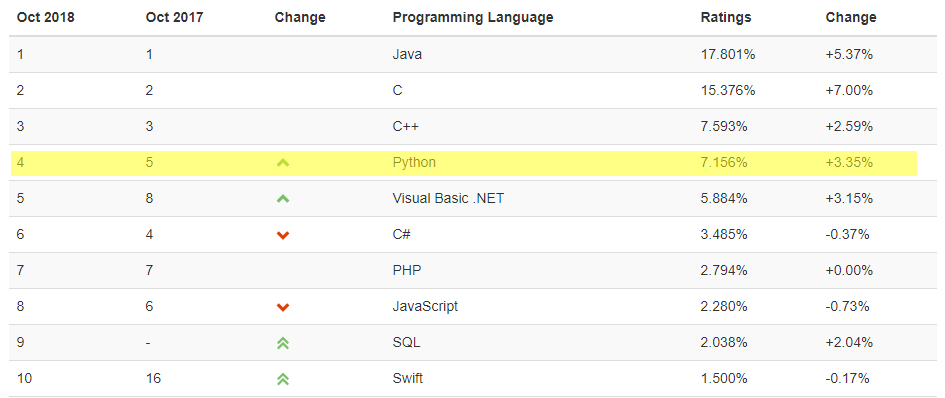 Oct 2018 Oct 2017 Change Programming Language Ratings Change
1 1 Java 17.801% +5.37%
2 2 C 15.376% +7.00%
3 3 C++ 7.593% +2.59%
4 5 Python 7.156% +3.35%
5 8 Visual Basic .NET 5.884% +3.15%
6 4 C# 3.485% -0.37%
7 7 PHP 2.794% +0.00%
8 6 JavaScript 2.280% -0.73%
9 - SQL 2.038% +2.04%
10 16 Swift 1.500% -0.17%